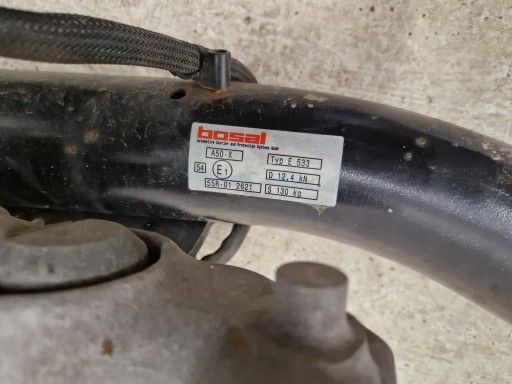 bosal
Automotive Carrier and Protection Systems GmbH
A50-X Typ E 533
54 E1 D 12,4 kN
55R-01 2621 S 130 kg